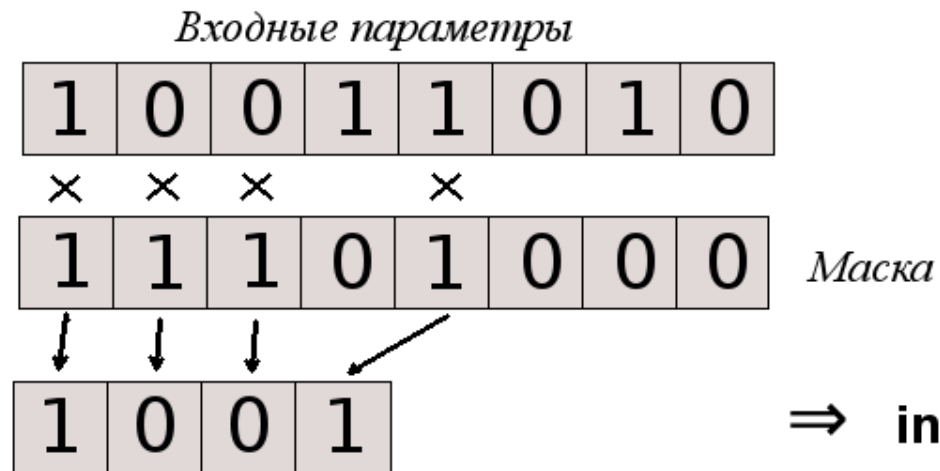 Входные параметры
1 0 0 1 1 0 1 0
× × × ×
1 1 1 0 1 0 0 0 Маска
1 0 0 1 ⇒ in